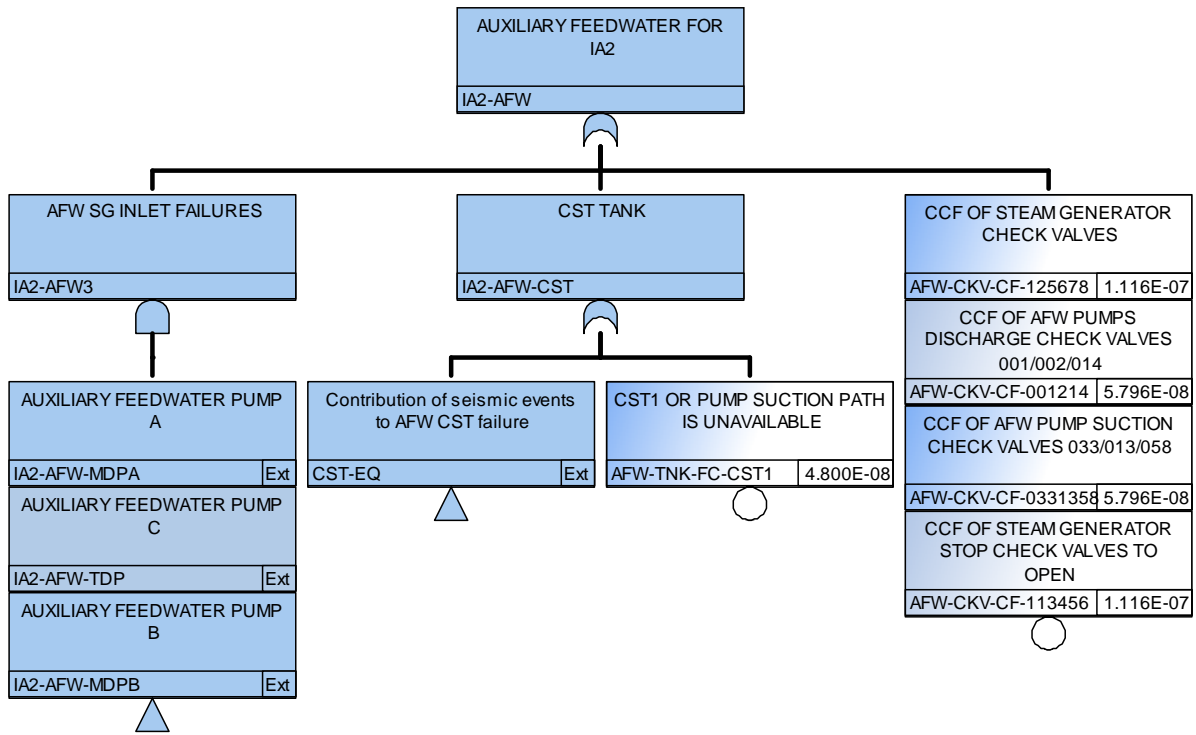 AUXILIARY FEEDWATER FOR
IA2
IA2-AFW
AFW SG INLET FAILURES
IA2-AFW3
CST TANK
IA2-AFW-CST
CCF OF STEAM GENERATOR
CHECK VALVES
AFW-CKV-CF-125678 1.116E-07
CCF OF AFW PUMPS
DISCHARGE CHECK VALVES
001/002/014
AFW-CKV-CF-001214 5.796E-08
CCF OF AFW PUMP SUCTION
CHECK VALVES 033/013/058
AFW-CKV-CF-0331358 5.796E-08
CCF OF STEAM GENERATOR
STOP CHECK VALVES TO
OPEN
AFW-CKV-CF-113456 1.116E-07
AUXILIARY FEEDWATER PUMP
A
IA2-AFW-MDPA Ext
AUXILIARY FEEDWATER PUMP
C
IA2-AFW-TDP Ext
AUXILIARY FEEDWATER PUMP
B
IA2-AFW-MDPB Ext
Contribution of seismic events
to AFW CST failure
CST-EQ Ext
CST1 OR PUMP SUCTION PATH
IS UNAVAILABLE
AFW-TNK-FC-CST1 4.800E-08